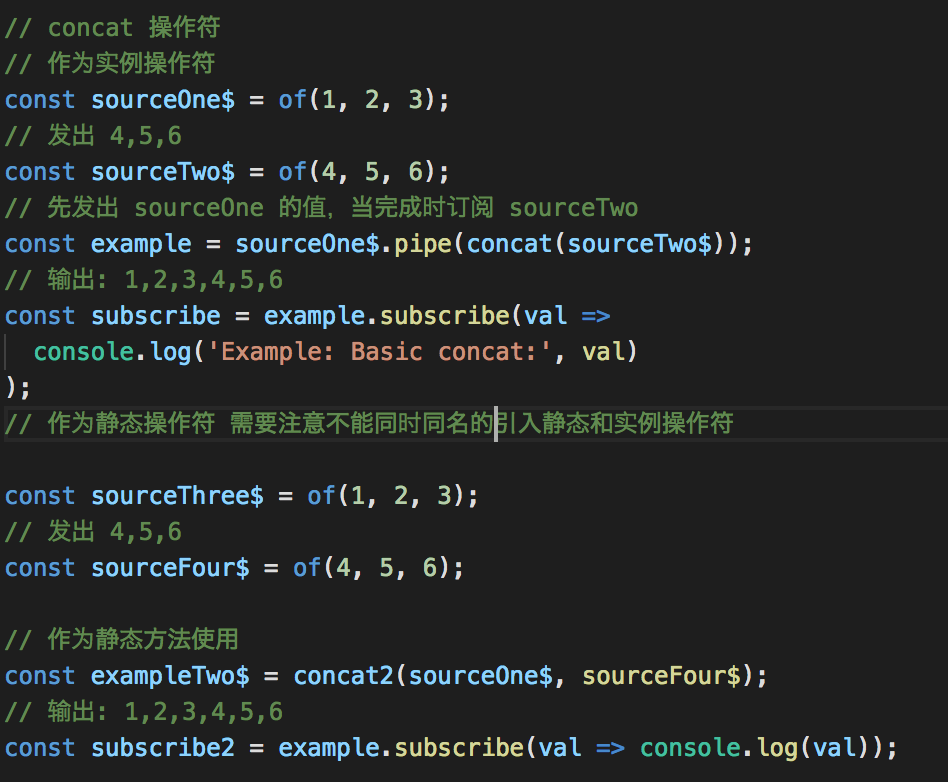 // concat 操作符
// 作为实例操作符
const sourceOne$ = of(1, 2, 3);
// 发出 4,5,6
const sourceTwo$ = of(4, 5, 6);
// 先发出 sourceOne 的值，当完成时订阅 sourceTwo
const example = sourceOne$.pipe(concat(sourceTwo$));
// 输出: 1,2,3,4,5,6
const subscribe = example.subscribe(val =>
  console.log('Example: Basic concat:', val)
);
// 作为静态操作符 需要注意不能同时同名的引入静态和实例操作符
const sourceThree$ = of(1, 2, 3);
// 发出 4,5,6
const sourceFour$ = of(4, 5, 6);
// 作为静态方法使用
const exampleTwo$ = concat2(sourceOne$, sourceFour$);
// 输出: 1,2,3,4,5,6
const subscribe2 = example.subscribe(val => console.log(val));